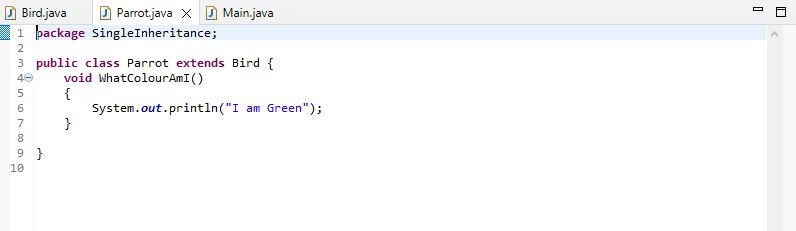 Bird.java Parrot.java Main.java
1 package SingleInheritance;
2
3 public class Parrot extends Bird {
4 void WhatColourAmI()
5 {
6 System.out.println("I am Green");
7 }
8
9 }
10